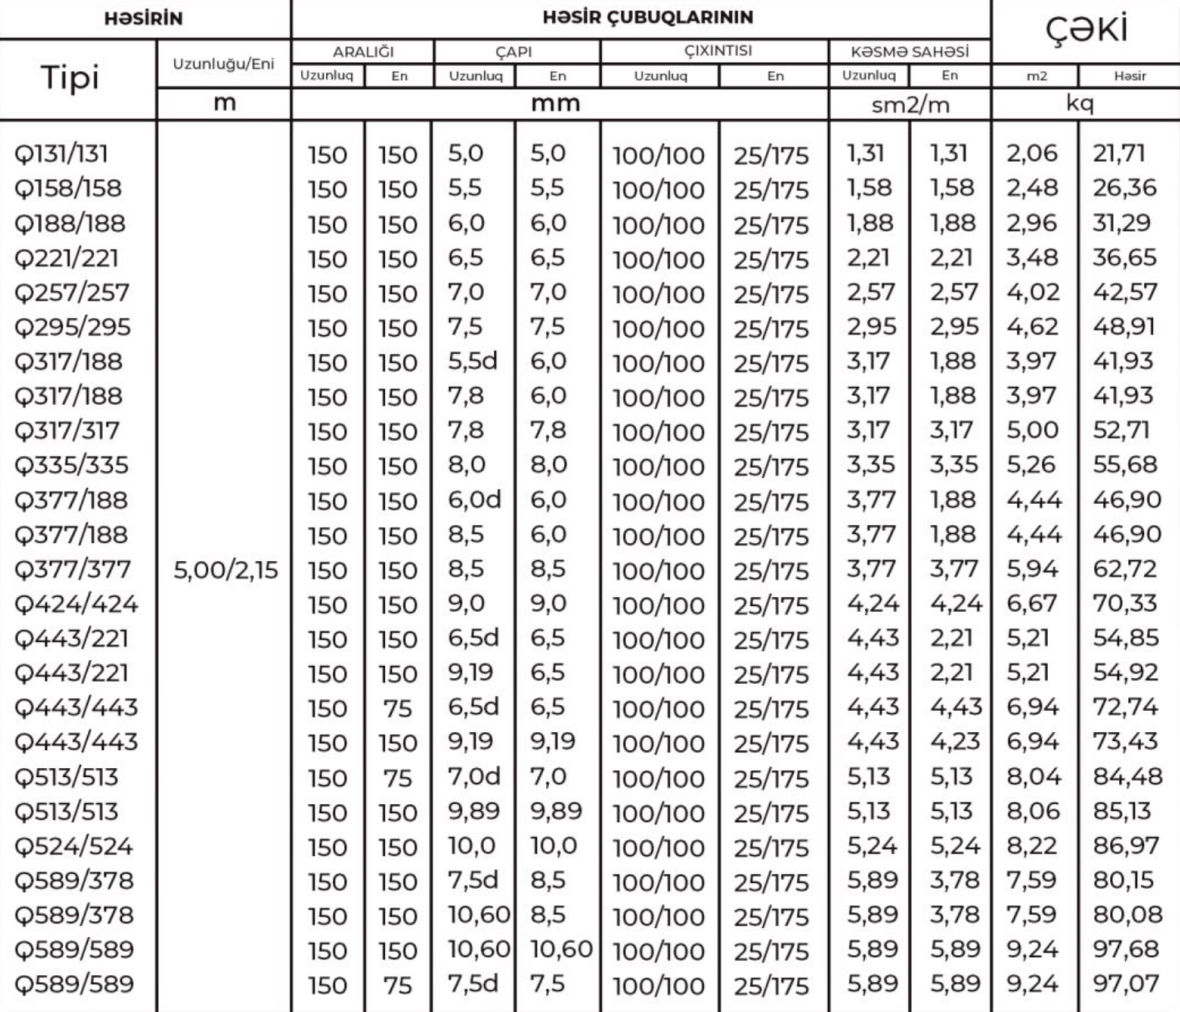 HƏSİRİN HƏSİR ÇUBUQLARININ ÇƏKİ
Tipi Uzunluğu/Eni ARALIĞI ÇAPI ÇIXINTISI KƏSMƏ SAHƏSİ
Uzunluq En Uzunluq En Uzunluq En Uzunluq En m2 Həsir
m mm sm2/m kq
Q131/131 150 150 5,0 5,0 100/100 25/175 1,31 1,31 2,06 21,71
Q158/158 150 150 5,5 5,5 100/100 25/175 1,58 1,58 2,48 26,36
Q188/188 150 150 6,0 6,0 100/100 25/175 1,88 1,88 2,96 31,29
Q221/221 150 150 6,5 6,5 100/100 25/175 2,21 2,21 3,48 36,65
Q257/257 150 150 7,0 7,0 100/100 25/175 2,57 2,57 4,02 42,57
Q295/295 150 150 7,5 7,5 100/100 25/175 2,95 2,95 4,62 48,91
Q317/188 150 150 5,5d 6,0 100/100 25/175 3,17 1,88 3,97 41,93
Q317/188 150 150 7,8 6,0 100/100 25/175 3,17 1,88 3,97 41,93
Q317/317 150 150 7,8 7,8 100/100 25/175 3,17 3,17 5,00 52,71
Q335/335 150 150 8,0 8,0 100/100 25/175 3,35 3,35 5,26 55,68
Q377/188 150 150 6,0d 6,0 100/100 25/175 3,77 1,88 4,44 46,90
Q377/188 150 150 8,5 6,0 100/100 25/175 3,77 1,88 4,44 46,90
Q377/377 5,00/2,15 150 150 8,5 8,5 100/100 25/175 3,77 3,77 5,94 62,72
Q424/424 150 150 9,0 9,0 100/100 25/175 4,24 4,24 6,67 70,33
Q443/221 150 150 6,5d 6,5 100/100 25/175 4,43 2,21 5,21 54,85
Q443/221 150 150 9,19 6,5 100/100 25/175 4,43 2,21 5,21 54,92
Q443/443 150 75 6,5d 6,5 100/100 25/175 4,43 4,43 6,94 72,74
Q443/443 150 150 9,19 9,19 100/100 25/175 4,43 4,23 6,94 73,43
Q513/513 150 75 7,0d 7,0 100/100 25/175 5,13 5,13 8,04 84,48
Q513/513 150 150 9,89 9,89 100/100 25/175 5,13 5,13 8,06 85,13
Q524/524 150 150 10,0 10,0 100/100 25/175 5,24 5,24 8,22 86,97
Q589/378 150 150 7,5d 8,5 100/100 25/175 5,89 3,78 7,59 80,15
Q589/378 150 150 10,60 8,5 100/100 25/175 5,89 3,78 7,59 80,08
Q589/589 150 150 10,60 10,60 100/100 25/175 5,89 5,89 9,24 97,68
Q589/589 150 75 7,5d 7,5 100/100 25/175 5,89 5,89 9,24 97,07